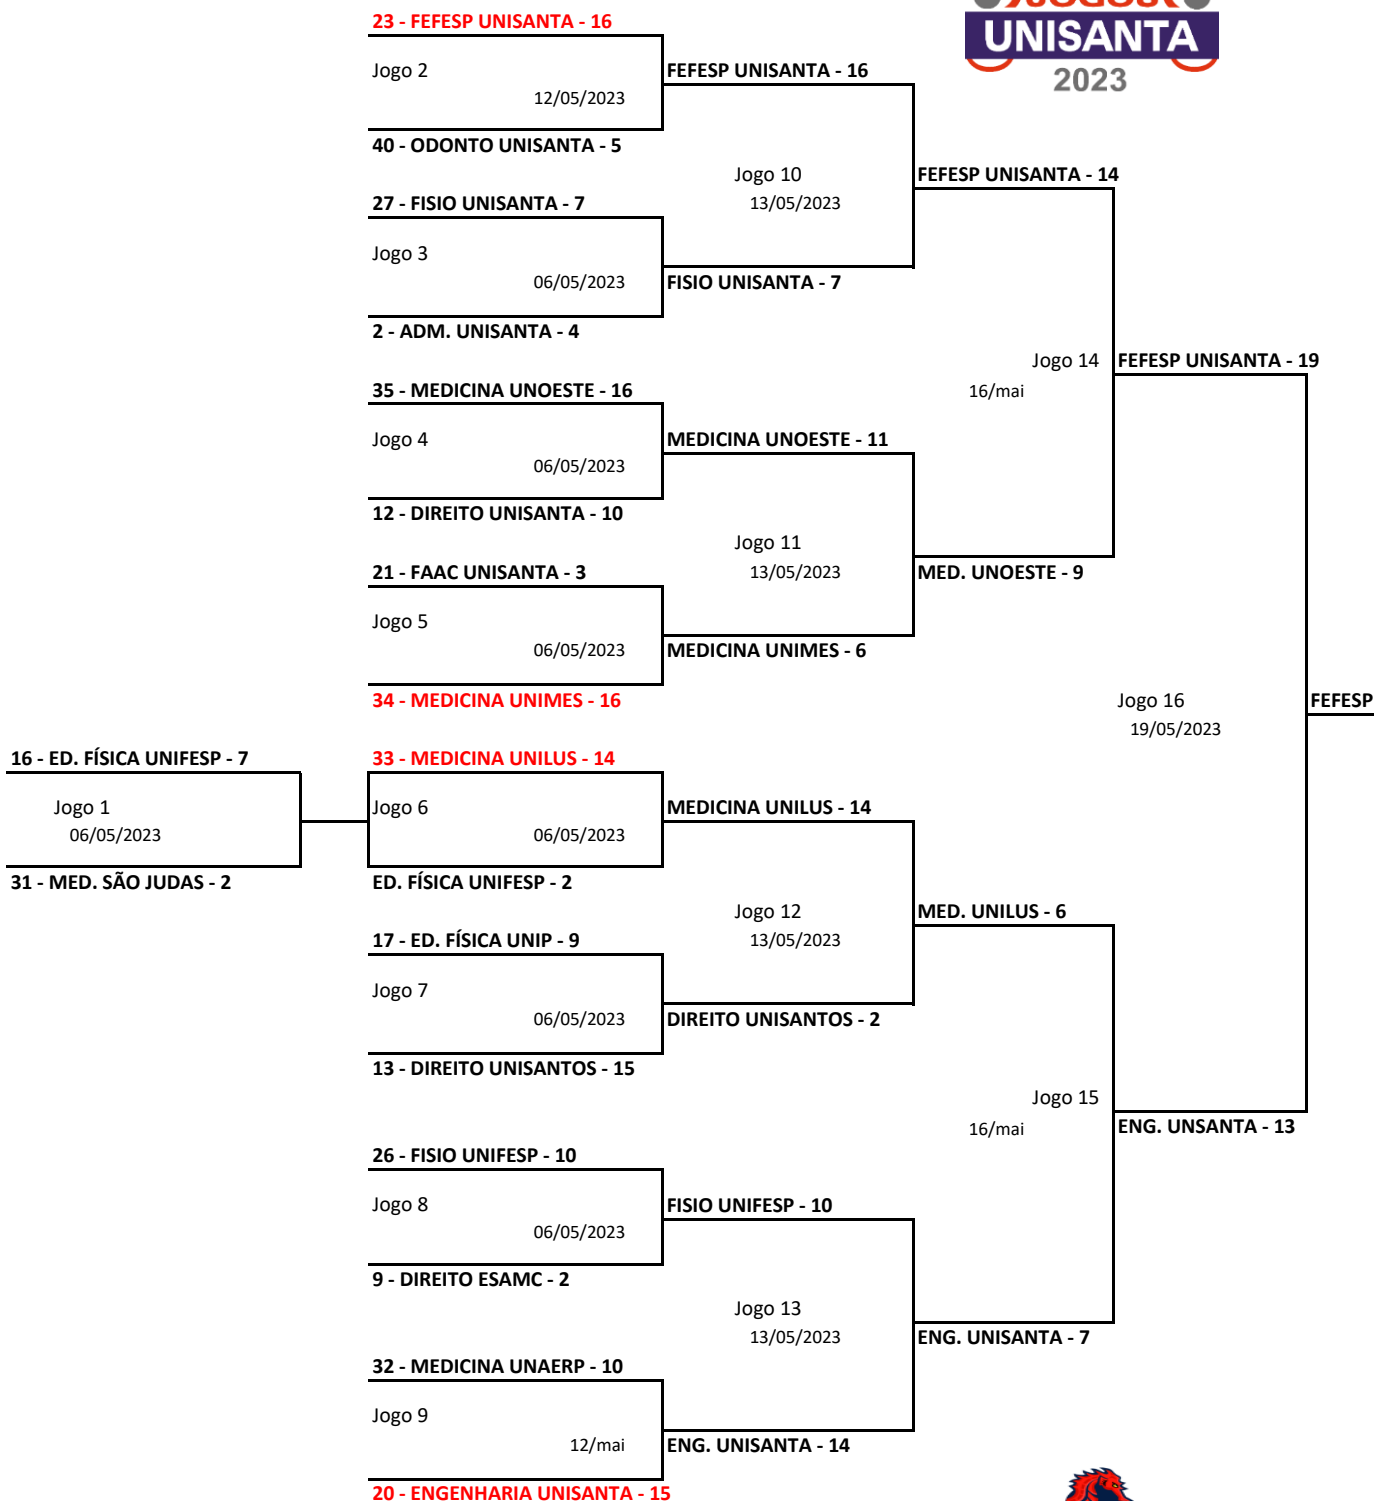 JOGOS
UNISANTA
2023
23 - FEFESP UNISANTA - 16
Jogo 2
12/05/2023
FEFESP UNISANTA - 16
40 - ODONTO UNISANTA - 5
Jogo 10
13/05/2023
FEFESP UNISANTA - 14
27 - FISIO UNISANTA - 7
Jogo 3
06/05/2023
FISIO UNISANTA - 7
2 - ADM. UNISANTA - 4
Jogo 14
16/mai
FEFESP UNISANTA - 19
35 - MEDICINA UNOESTE - 16
Jogo 4
06/05/2023
MEDICINA UNOESTE - 11
12 - DIREITO UNISANTA - 10
Jogo 11
13/05/2023
MED. UNOESTE - 9
21 - FAAC UNISANTA - 3
Jogo 5
06/05/2023
MEDICINA UNIMES - 6
34 - MEDICINA UNIMES - 16
Jogo 16
19/05/2023
FEFESP
16 - ED. FÍSICA UNIFESP - 7
Jogo 1
06/05/2023
31 - MED. SÃO JUDAS - 2
33 - MEDICINA UNILUS - 14
Jogo 6
06/05/2023
MEDICINA UNILUS - 14
ED. FÍSICA UNIFESP - 2
Jogo 12
13/05/2023
MED. UNILUS - 6
17 - ED. FÍSICA UNIP - 9
Jogo 7
06/05/2023
DIREITO UNISANTOS - 2
13 - DIREITO UNISANTOS - 15
Jogo 15
16/mai
ENG. UNSANTA - 13
26 - FISIO UNIFESP - 10
Jogo 8
06/05/2023
FISIO UNIFESP - 10
9 - DIREITO ESAMC - 2
Jogo 13
13/05/2023
ENG. UNISANTA - 7
32 - MEDICINA UNAERP - 10
Jogo 9
12/mai
ENG. UNISANTA - 14
20 - ENGENHARIA UNISANTA - 15